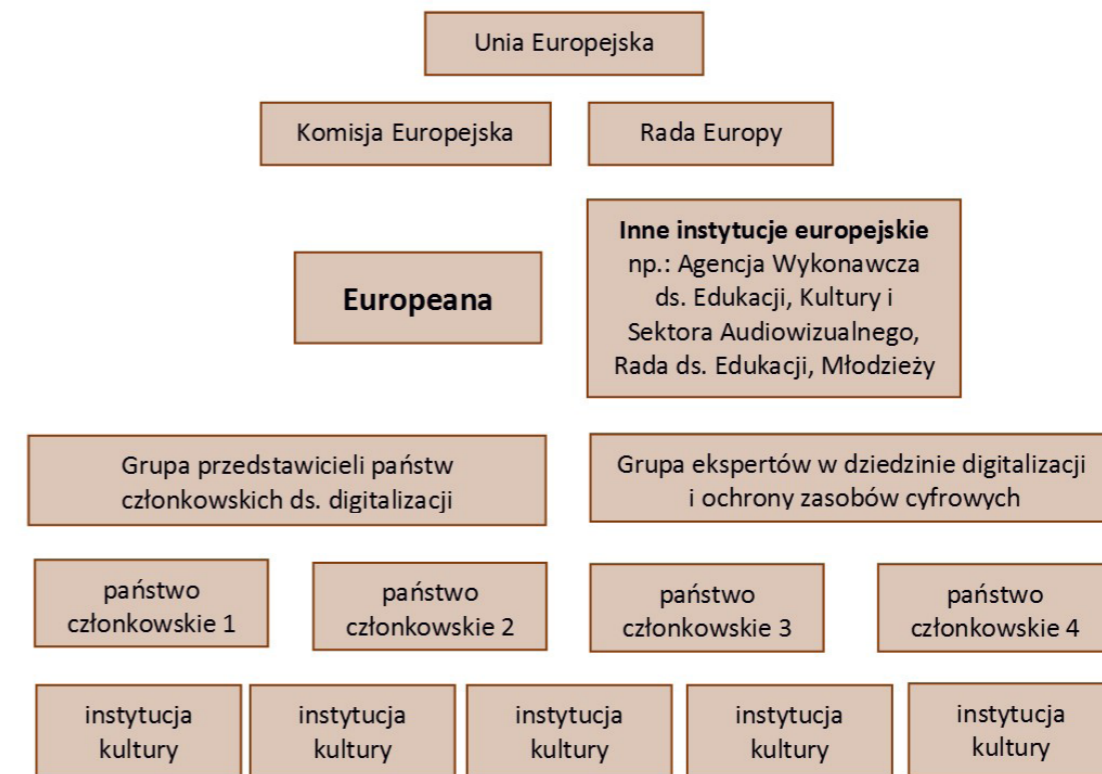 Unia Europejska
Komisja Europejska
Rada Europy
Europeana
Inne instytucje europejskie
np.: Agencja Wykonawcza
ds. Edukacji, Kultury i
Sektora Audiowizualnego,
Rada ds. Edukacji, Młodzieży
Grupa przedstawicieli państw
członkowskich ds. digitalizacji
Grupa ekspertów w dziedzinie digitalizacji
i ochrony zasobów cyfrowych
państwo
członkowskie 1
państwo
członkowskie 2
państwo
członkowskie 3
państwo
członkowskie 4
instytucja
kultury
instytucja
kultury
instytucja
kultury
instytucja
kultury
instytucja
kultury